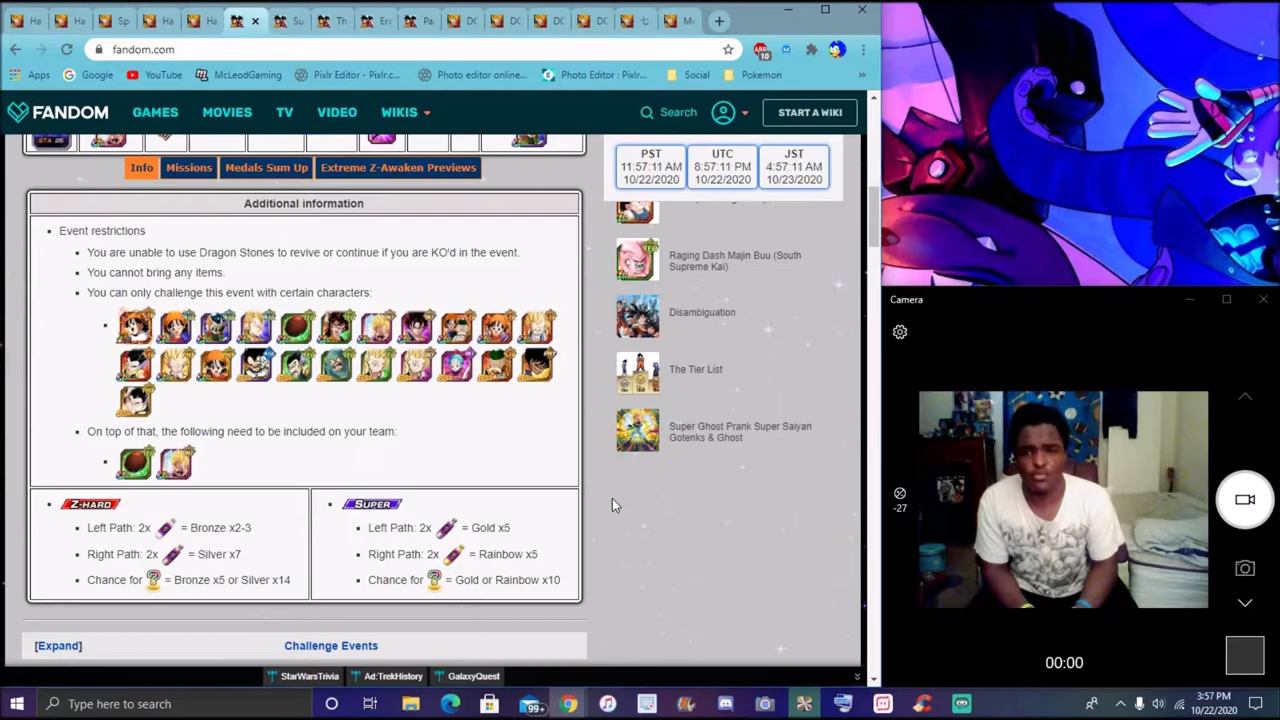 fandom.com
Apps Google YouTube McLeodGaming Pixlr Editor - Pixlr.c... Photo editor online... Photo Editor : Pixlr... Social Pokemon
FANDOM GAMES MOVIES TV VIDEO WIKIS Search START A WIKI
PST UTC JST
11:57:11 AM 8:57:11 PM 4:57:11 AM
10/22/2020 10/22/2020 10/23/2020
Info Missions Medals Sum Up Extreme Z-Awaken Previews
Additional information
Event restrictions
You are unable to use Dragon Stones to revive or continue if you are KO'd in the event.
You cannot bring any items.
You can only challenge this event with certain characters:
On top of that, the following need to be included on your team:
Z-HARD
Left Path: 2x = Bronze x2-3
Right Path: 2x = Silver x7
Chance for = Bronze x5 or Silver x14
SUPER
Left Path: 2x = Gold x5
Right Path: 2x = Rainbow x5
Chance for = Gold or Rainbow x10
[Expand] Challenge Events
Raging Dash Majin Buu (South
Supreme Kai)
Disambiguation
The Tier List
Super Ghost Prank Super Saiyan
Gotenks & Ghost
StarWarsTrivia Ad:TrekHistory GalaxyQuest
Camera
-27
00:00
Type here to search
99+
3:57 PM
10/22/2020